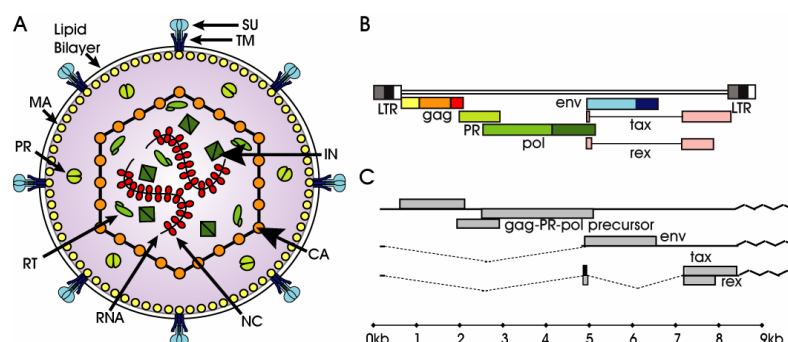 A
SU
TM
Lipid
Bilayer
MA
PR
IN
RT
CA
RNA
NC
B
LTR
gag
env
LTR
tax
PR
pol
rex
C
gag-PR-pol precursor
env
tax
rex
0kb 1 2 3 4 5 6 7 8 9kb